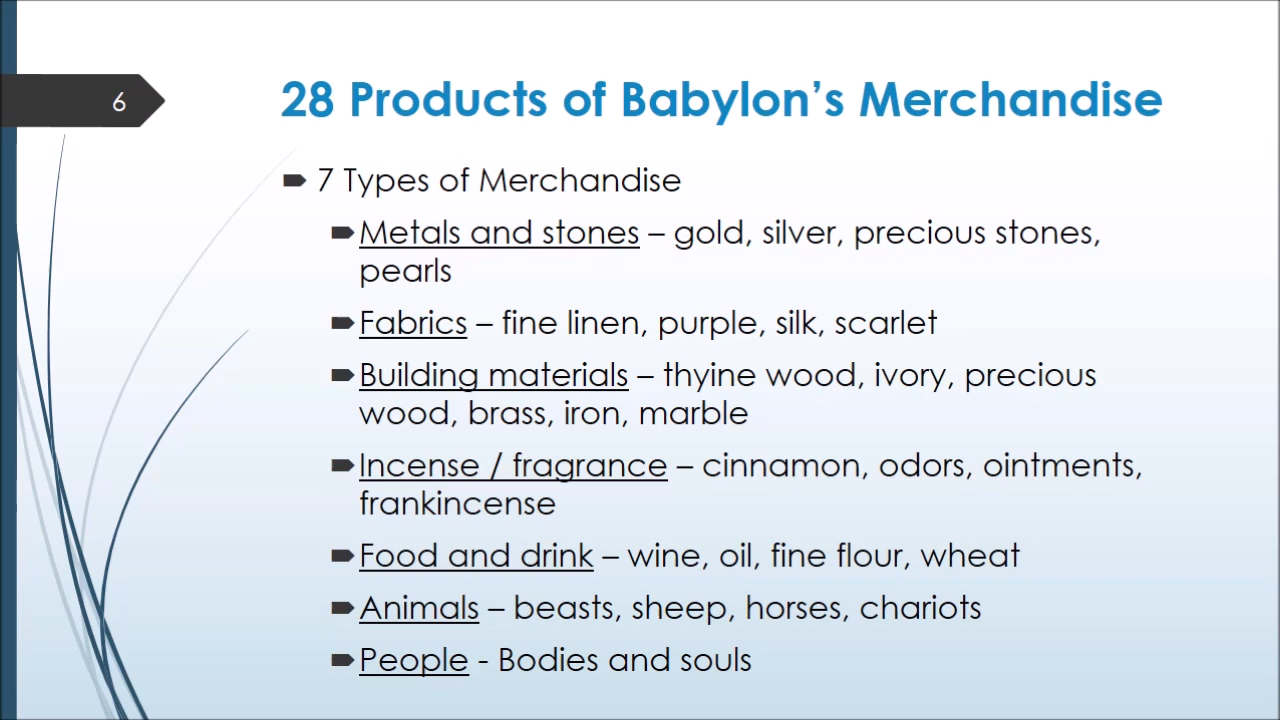 6
28 Products of Babylon’s Merchandise
7 Types of Merchandise
Metals and stones – gold, silver, precious stones,
pearls
Fabrics – fine linen, purple, silk, scarlet
Building materials – thyine wood, ivory, precious
wood, brass, iron, marble
Incense / fragrance – cinnamon, odors, ointments,
frankincense
Food and drink – wine, oil, fine flour, wheat
Animals – beasts, sheep, horses, chariots
People - Bodies and souls